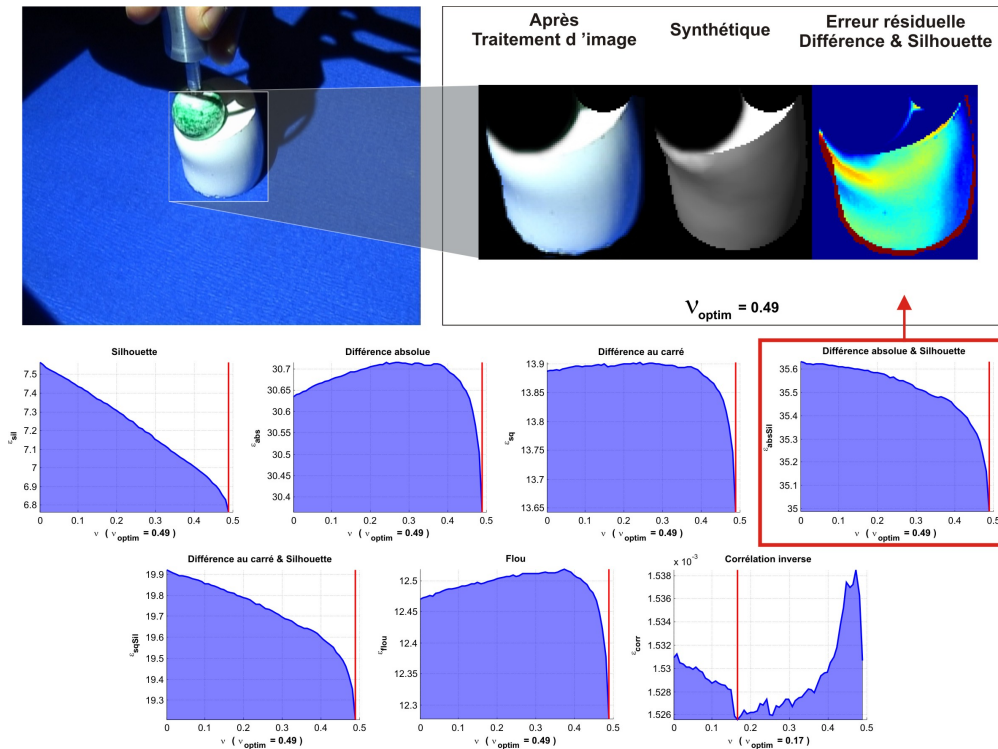 Après
Traitement d 'image
Synthétique
Erreur résiduelle
Différence & Silhouette
νoptim = 0.49
Silhouette
7.5
7.4
7.3
7.2
7.1
7
6.9
6.8
εsil
0 0.1 0.2 0.3 0.4 0.5
ν ( νoptim = 0.49)
Différence absolue
30.7
30.65
30.6
30.55
30.5
30.45
30.4
εabs
0 0.1 0.2 0.3 0.4 0.5
ν ( νoptim = 0.49)
Différence au carré
13.9
13.85
13.8
13.75
13.7
13.65
εsq
0 0.1 0.2 0.3 0.4 0.5
ν ( νoptim = 0.49)
Différence absolue & Silhouette
35.6
35.5
35.4
35.3
35.2
35.1
35
εabsSil
0 0.1 0.2 0.3 0.4 0.5
ν ( νoptim = 0.49)
Différence au carré & Silhouette
19.9
19.8
19.7
19.6
19.5
19.4
19.3
εsqSil
0 0.1 0.2 0.3 0.4 0.5
ν ( νoptim = 0.49)
Flou
12.5
12.45
12.4
12.35
12.3
εflou
0 0.1 0.2 0.3 0.4 0.5
ν ( νoptim = 0.49)
Corrélation inverse
x 10-3
1.538
1.536
1.534
1.532
1.53
1.528
1.526
εcorr
0 0.1 0.2 0.3 0.4 0.5
ν ( νoptim = 0.17)